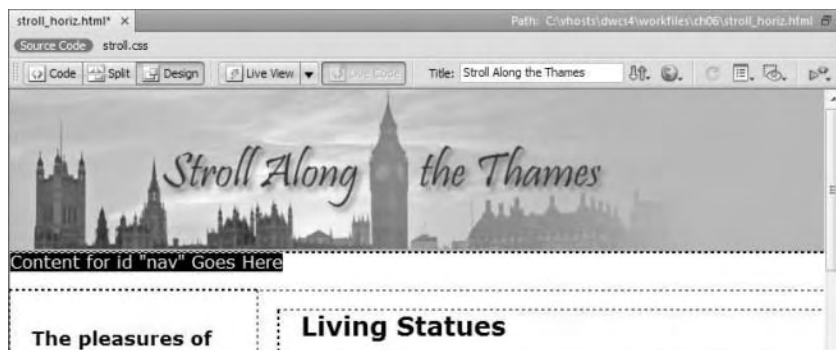 stroll_horiz.html* × Path: C:\vhosts\dwcs4\workfiles\ch06\stroll_horiz.html
Source Code stroll.css
Code Split Design Live View Live Code Title: Stroll Along the Thames
Stroll Along the Thames
Content for id "nav" Goes Here
The pleasures of
Living Statues